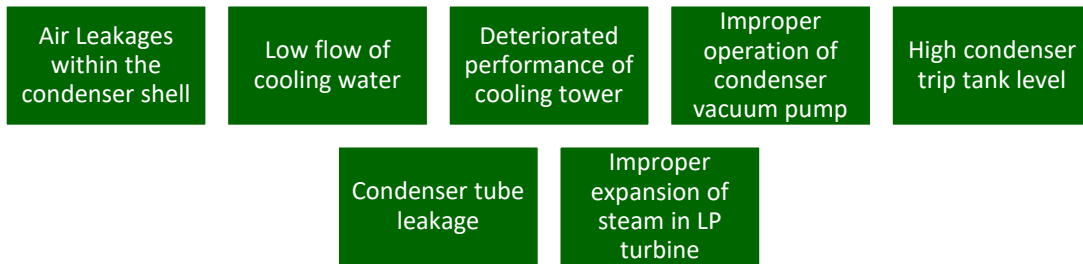 Air Leakages
within the
condenser shell
Low flow of
cooling water
Deteriorated
performance of
cooling tower
Improper
operation of
condenser
vacuum pump
High condenser
trip tank level
Condenser tube
leakage
Improper
expansion of
steam in LP
turbine